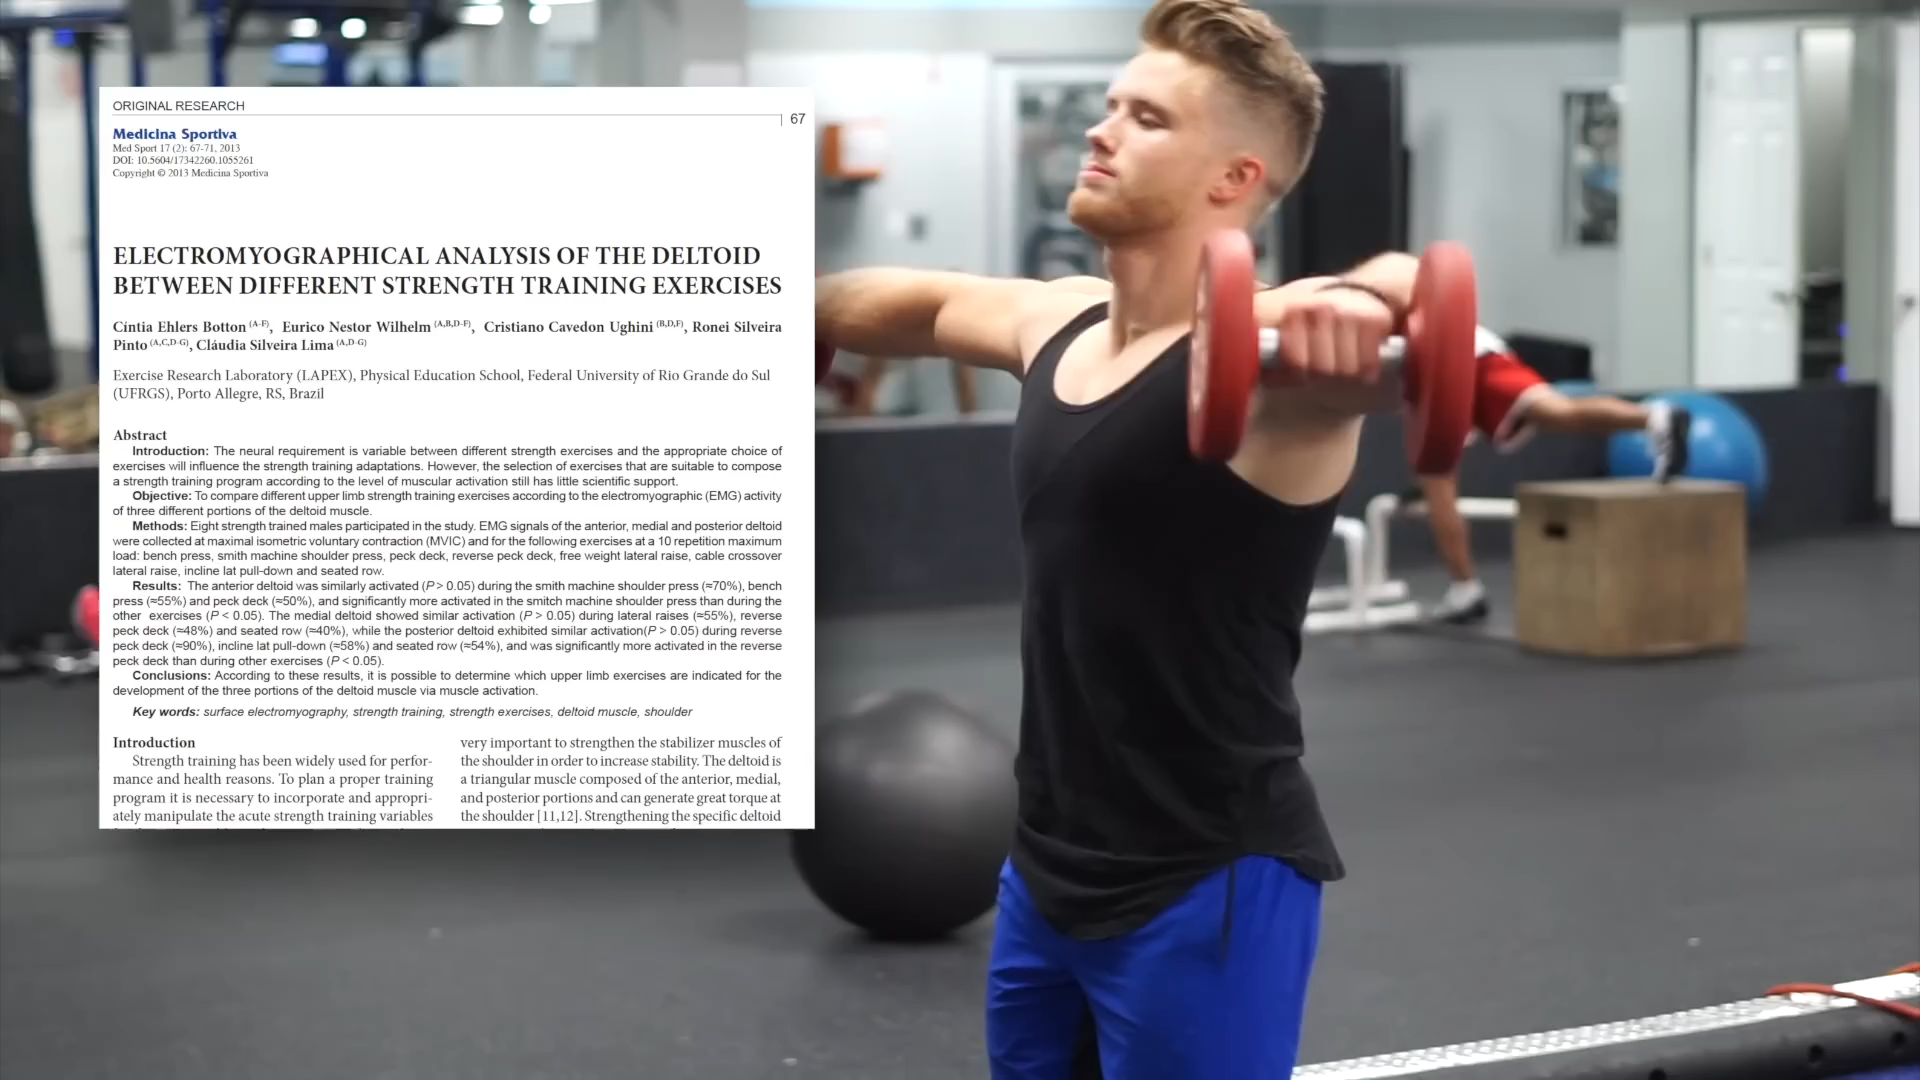 ORIGINAL RESEARCH
67
Medicina Sportiva
Med Sport 17 (2): 67-71, 2013
DOI: 10.5604/17342260.1055261
Copyright © 2013 Medicina Sportiva
ELECTROMYOGRAPHICAL ANALYSIS OF THE DELTOID
BETWEEN DIFFERENT STRENGTH TRAINING EXERCISES
Cíntia Ehlers Botton (A-F), Eurico Nestor Wilhelm (A,B,D-F), Cristiano Cavedon Ughini (B,D,F), Ronei Silveira
Pinto (A,C,D-G), Cláudia Silveira Lima (A,D-G)
Exercise Research Laboratory (LAPEX), Physical Education School, Federal University of Rio Grande do Sul
(UFRGS), Porto Allegre, RS, Brazil
Abstract
Introduction: The neural requirement is variable between different strength exercises and the appropriate choice of
exercises will influence the strength training adaptations. However, the selection of exercises that are suitable to compose
a strength training program according to the level of muscular activation still has little scientific support.
Objective: To compare different upper limb strength training exercises according to the electromyographic (EMG) activity
of three different portions of the deltoid muscle.
Methods: Eight strength trained males participated in the study. EMG signals of the anterior, medial and posterior deltoid
were collected at maximal isometric voluntary contraction (MVIC) and for the following exercises at a 10 repetition maximum
load: bench press, smith machine shoulder press, peck deck, reverse peck deck, free weight lateral raise, cable crossover
lateral raise, incline lat pull-down and seated row.
Results: The anterior deltoid was similarly activated (P > 0.05) during the smith machine shoulder press (≈70%), bench
press (≈55%) and peck deck (≈50%), and significantly more activated in the smitch machine shoulder press than during the
other exercises (P < 0.05). The medial deltoid showed similar activation (P > 0.05) during lateral raises (≈55%), reverse
peck deck (≈48%) and seated row (≈40%), while the posterior deltoid exhibited similar activation(P > 0.05) during reverse
peck deck (≈90%), incline lat pull-down (≈58%) and seated row (≈54%), and was significantly more activated in the reverse
peck deck than during other exercises (P < 0.05).
Conclusions: According to these results, it is possible to determine which upper limb exercises are indicated for the
development of the three portions of the deltoid muscle via muscle activation.
Key words: surface electromyography, strength training, strength exercises, deltoid muscle, shoulder
Introduction
Strength training has been widely used for perfor-
mance and health reasons. To plan a proper training
program it is necessary to incorporate and appropri-
ately manipulate the acute strength training variables
very important to strengthen the stabilizer muscles of
the shoulder in order to increase stability. The deltoid is
a triangular muscle composed of the anterior, medial,
and posterior portions and can generate great torque at
the shoulder [11,12]. Strengthening the specific deltoid